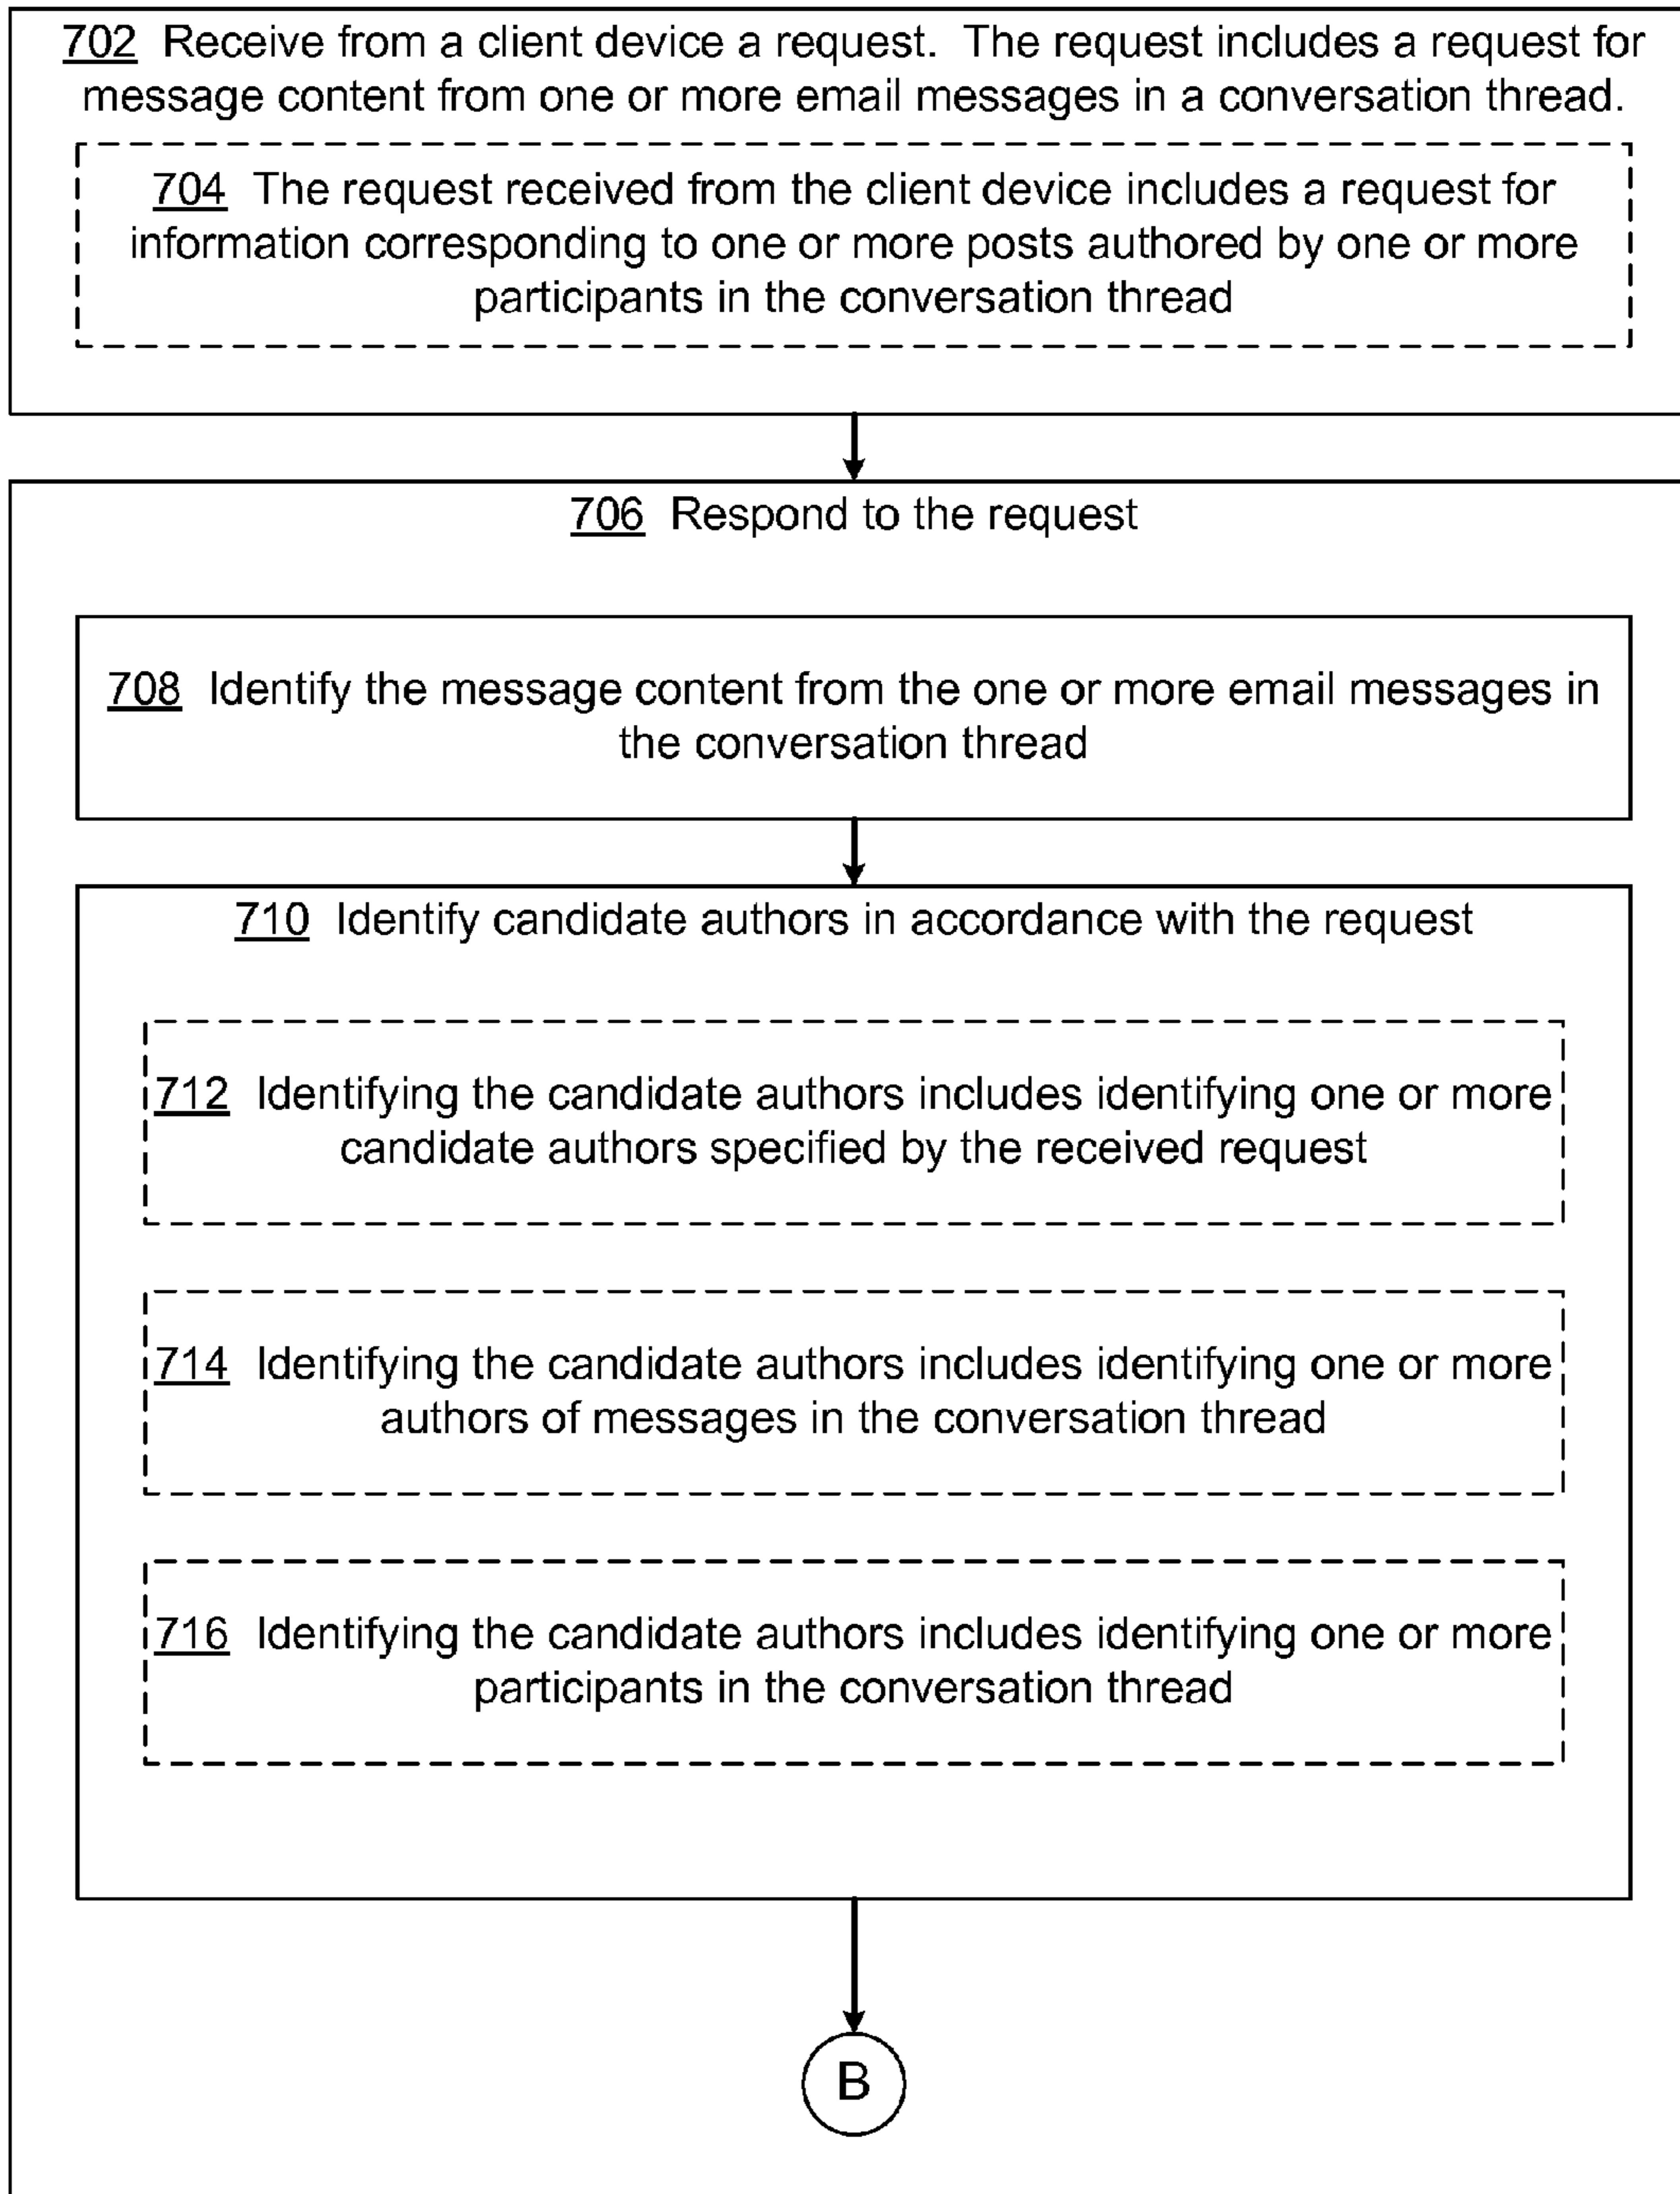 702 Receive from a client device a request. The request includes a request for
message content from one or more email messages in a conversation thread.
704 The request received from the client device includes a request for
information corresponding to one or more posts authored by one or more
participants in the conversation thread
706 Respond to the request
708 Identify the message content from the one or more email messages in
the conversation thread
710 Identify candidate authors in accordance with the request
712 Identifying the candidate authors includes identifying one or more
candidate authors specified by the received request
714 Identifying the candidate authors includes identifying one or more
authors of messages in the conversation thread
716 Identifying the candidate authors includes identifying one or more
participants in the conversation thread
B